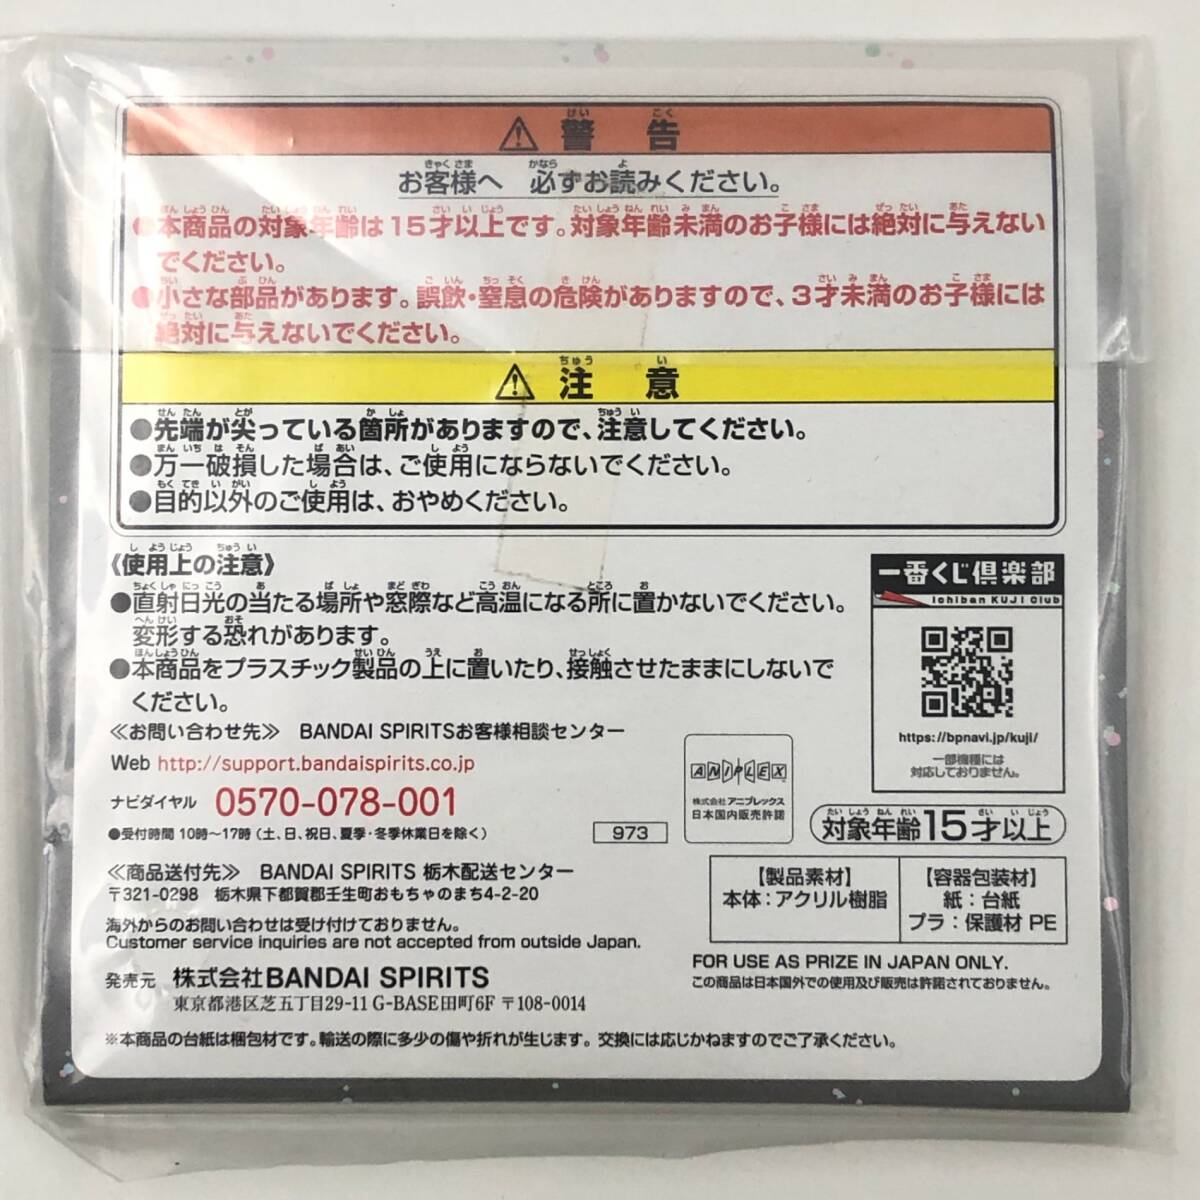 ⚠警告
お客様へ 必ずお読みください。
●本商品の対象年齢は15才以上です。対象年齢未満のお子様には絶対に与えない
でください。
●小さな部品があります。誤飲・窒息の危険がありますので、3才未満のお子様には
絶対に与えないでください。
⚠注意
●先端が尖っている箇所がありますので、注意してください。
●万一破損した場合は、ご使用にならないでください。
●目的以外のご使用は、おやめください。
《使用上の注意》
●直射日光の当たる場所や窓際など高温になる所に置かないでください。
変形する恐れがあります。
●本商品をプラスチック製品の上に置いたり、接触させたままにしないで
ください。
≪お問い合わせ先≫ BANDAI SPIRITSお客様相談センター
Web http://support.bandaispirits.co.jp
ナビダイヤル 0570-078-001
●受付時間 10時〜17時(土、日、祝日、夏季・冬季休業日を除く)
973
≪商品送付先≫ BANDAI SPIRITS 栃木配送センター
〒321-0298 栃木県下都賀郡壬生町おもちゃのまち4-2-20
海外からのお問い合わせは受け付けておりません。
Customer service inquiries are not accepted from outside Japan.
発売元 株式会社BANDAI SPIRITS
東京都港区芝五丁目29-11 G-BASE田町6F 〒108-0014
※本商品の台紙は梱包材です。輸送の際に多少の傷や折れが生じます。交換には応じかねますのでご了承ください。
一番くじ倶楽部
Ichiban KUJI Club
https://bpnavi.jp/kuji/
一部機種には
対応しておりません。
ANIPLEX
株式会社 アニプレックス
日本国内販売許諾
対象年齢15才以上
【製品素材】
本体:アクリル樹脂
【容器包装材】
紙:台紙
プラ:保護材 PE
FOR USE AS PRIZE IN JAPAN ONLY.
この商品は日本国外での使用及び販売は許諾されておりません。